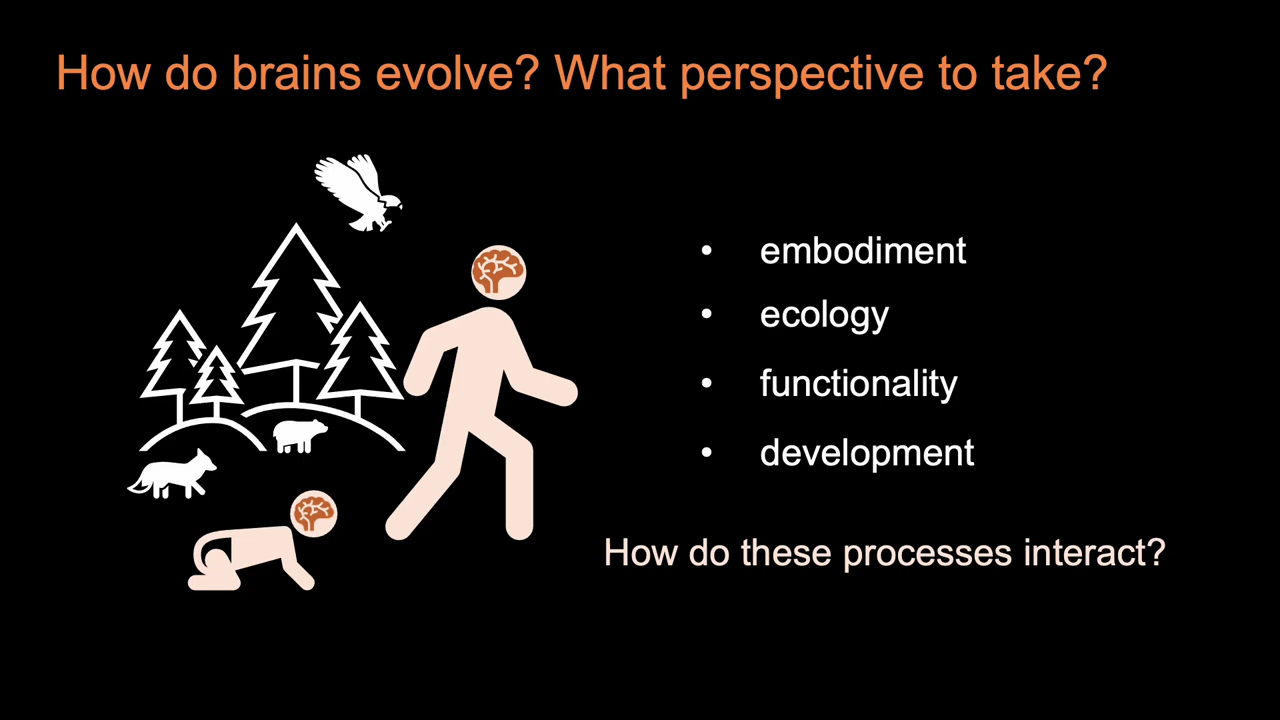 How do brains evolve? What perspective to take?
• embodiment
• ecology
• functionality
• development
How do these processes interact?